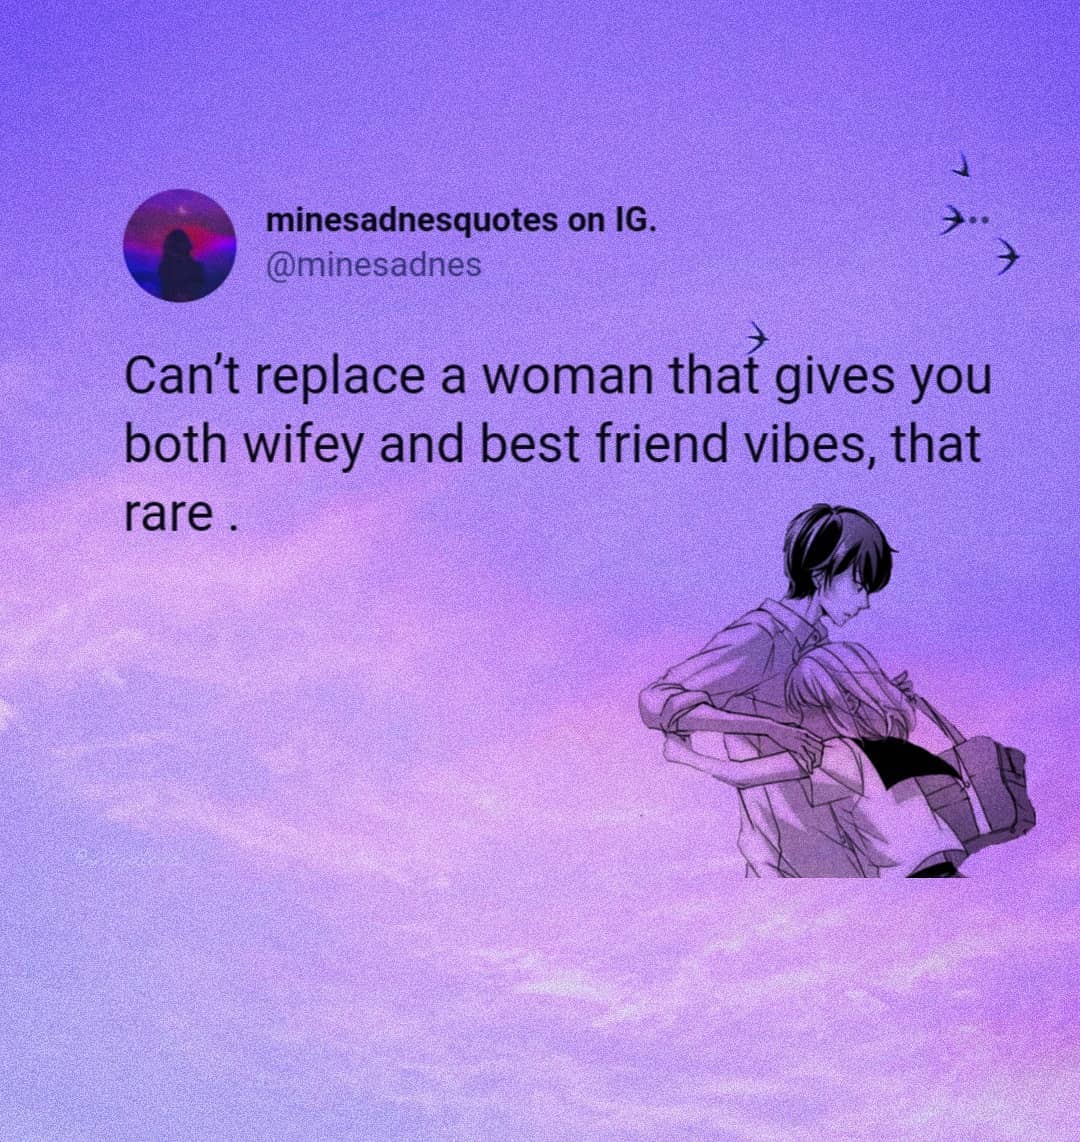 minesadnesquotes on IG.
@minesadnes
Can’t replace a woman that gives you
both wifey and best friend vibes, that
rare .